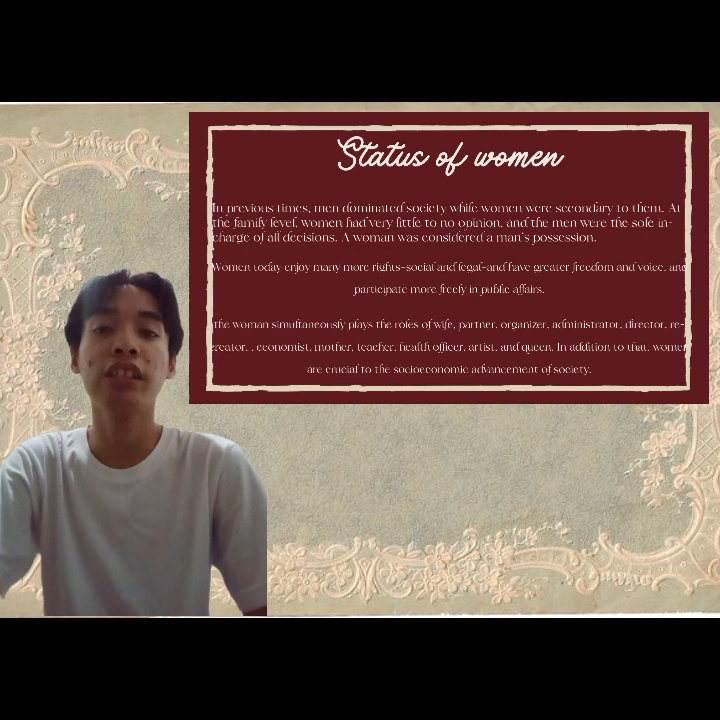 Status of women
In previous times, men dominated society while women were secondary to them. At
the family level, women had very little to no opinion, and the men were the sole in-
charge of all decisions. A woman was considered a man's possession.
Women today enjoy many more rights-social and legal-and have greater freedom and voice, and
participate more freely in public affairs.
the woman simultaneously plays the roles of wife, partner, organizer, administrator, director, re-
creator, , economist, mother, teacher, health officer, artist, and queen. In addition to that, women
are crucial to the socioeconomic advancement of society.